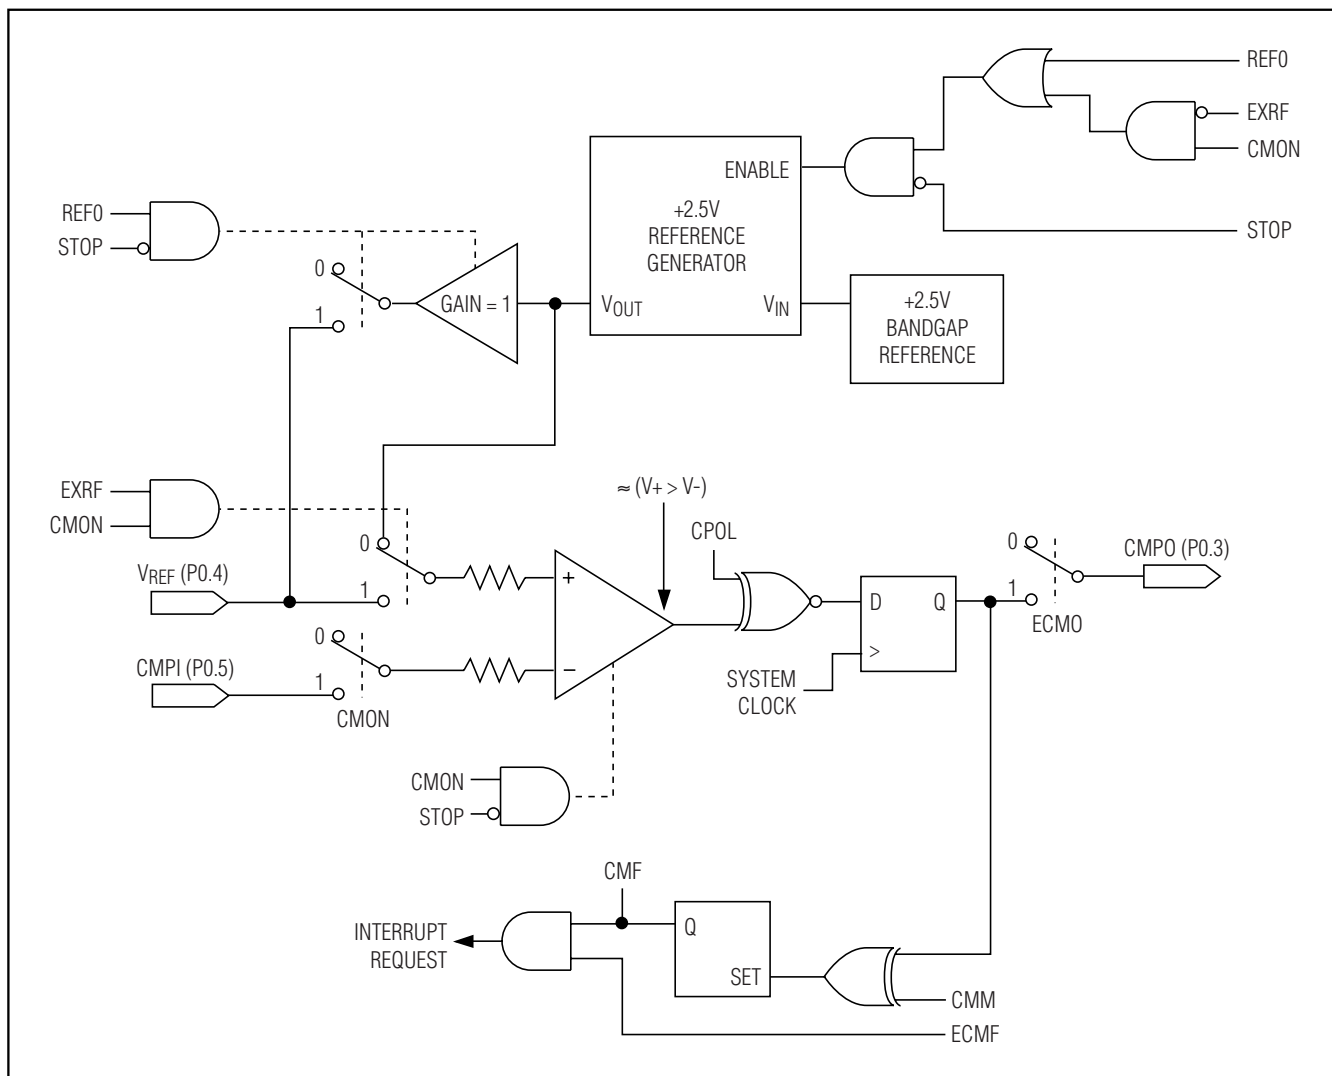 REF0
EXRF
CMON
STOP
ENABLE
+2.5V
REFERENCE
GENERATOR
VOUT
VIN
+2.5V
BANDGAP
REFERENCE
REF0
STOP
0
1
GAIN = 1
EXRF
CMON
0
1
VREF (P0.4)
CMPI (P0.5)
0
1
CMON
+
−
≈ (V+ > V-)
CPOL
D
Q
>
SYSTEM
CLOCK
0
1
ECMO
CMPO (P0.3)
CMON
STOP
CMF
INTERRUPT
REQUEST
Q
SET
CMM
ECMF